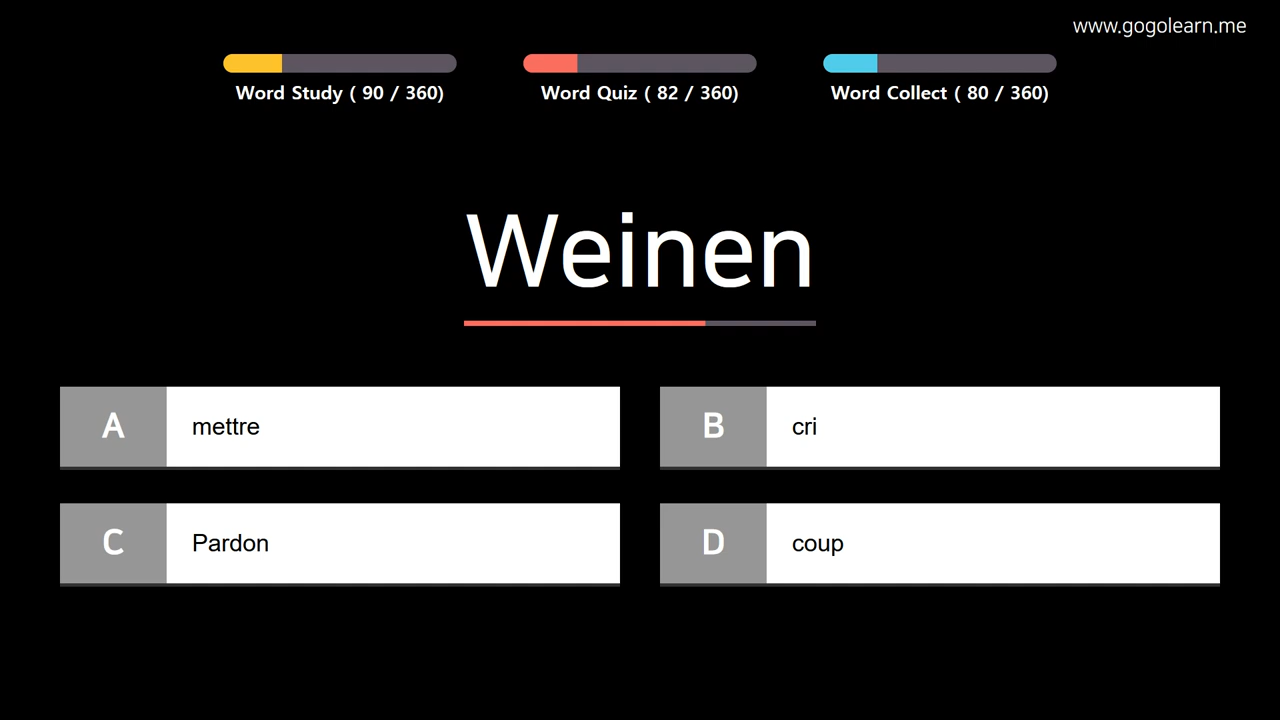 www.gogolearn.me
Word Study ( 90 / 360)
Word Quiz ( 82 / 360)
Word Collect ( 80 / 360)
Weinen
A mettre
B cri
C Pardon
D coup